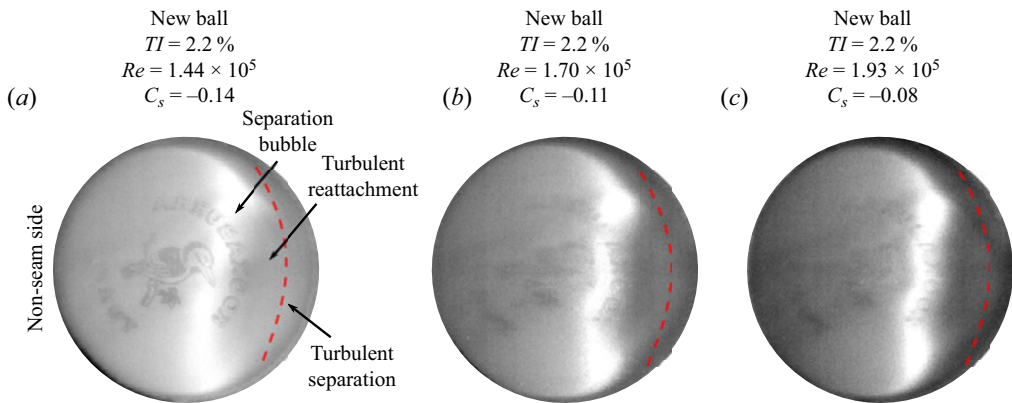 New ball
TI = 2.2 %
Re = 1.44 × 10⁵
(a)
Cₛ = –0.14
Separation
bubble
Turbulent
reattachment
Turbulent
separation
Non-seam side
New ball
TI = 2.2 %
Re = 1.70 × 10⁵
(b)
Cₛ = –0.11
New ball
TI = 2.2 %
Re = 1.93 × 10⁵
(c)
Cₛ = –0.08